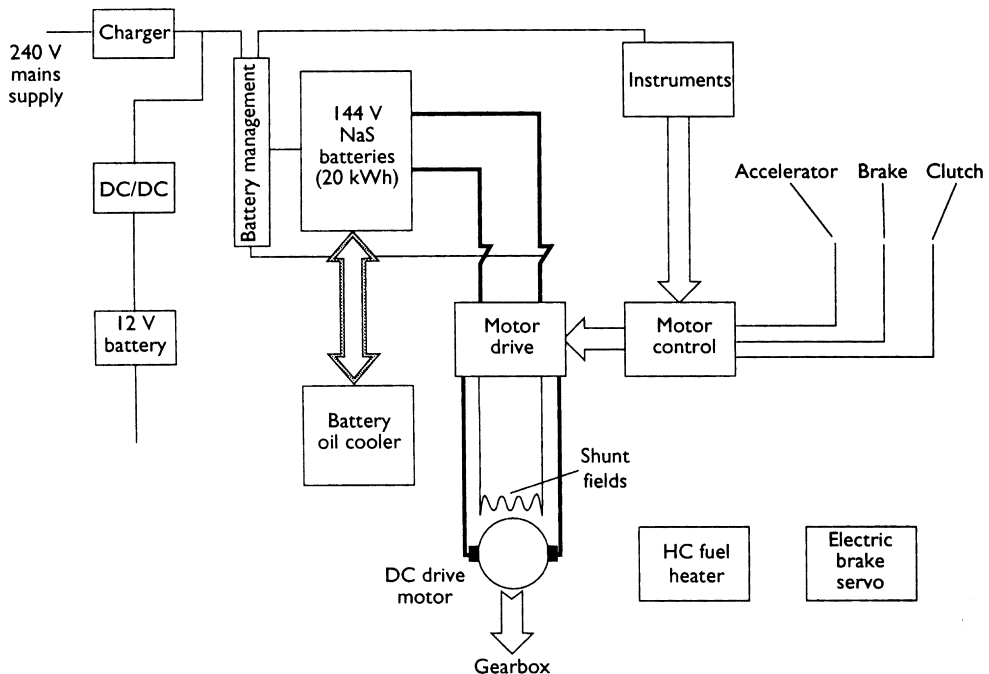 Charger
240 V
mains
supply
Battery management
144 V
NaS
batteries
(20 kWh)
Instruments
DC/DC
Accelerator
Brake
Clutch
12 V
battery
Motor
drive
Motor
control
Battery
oil cooler
Shunt
fields
DC drive
motor
HC fuel
heater
Electric
brake
servo
Gearbox